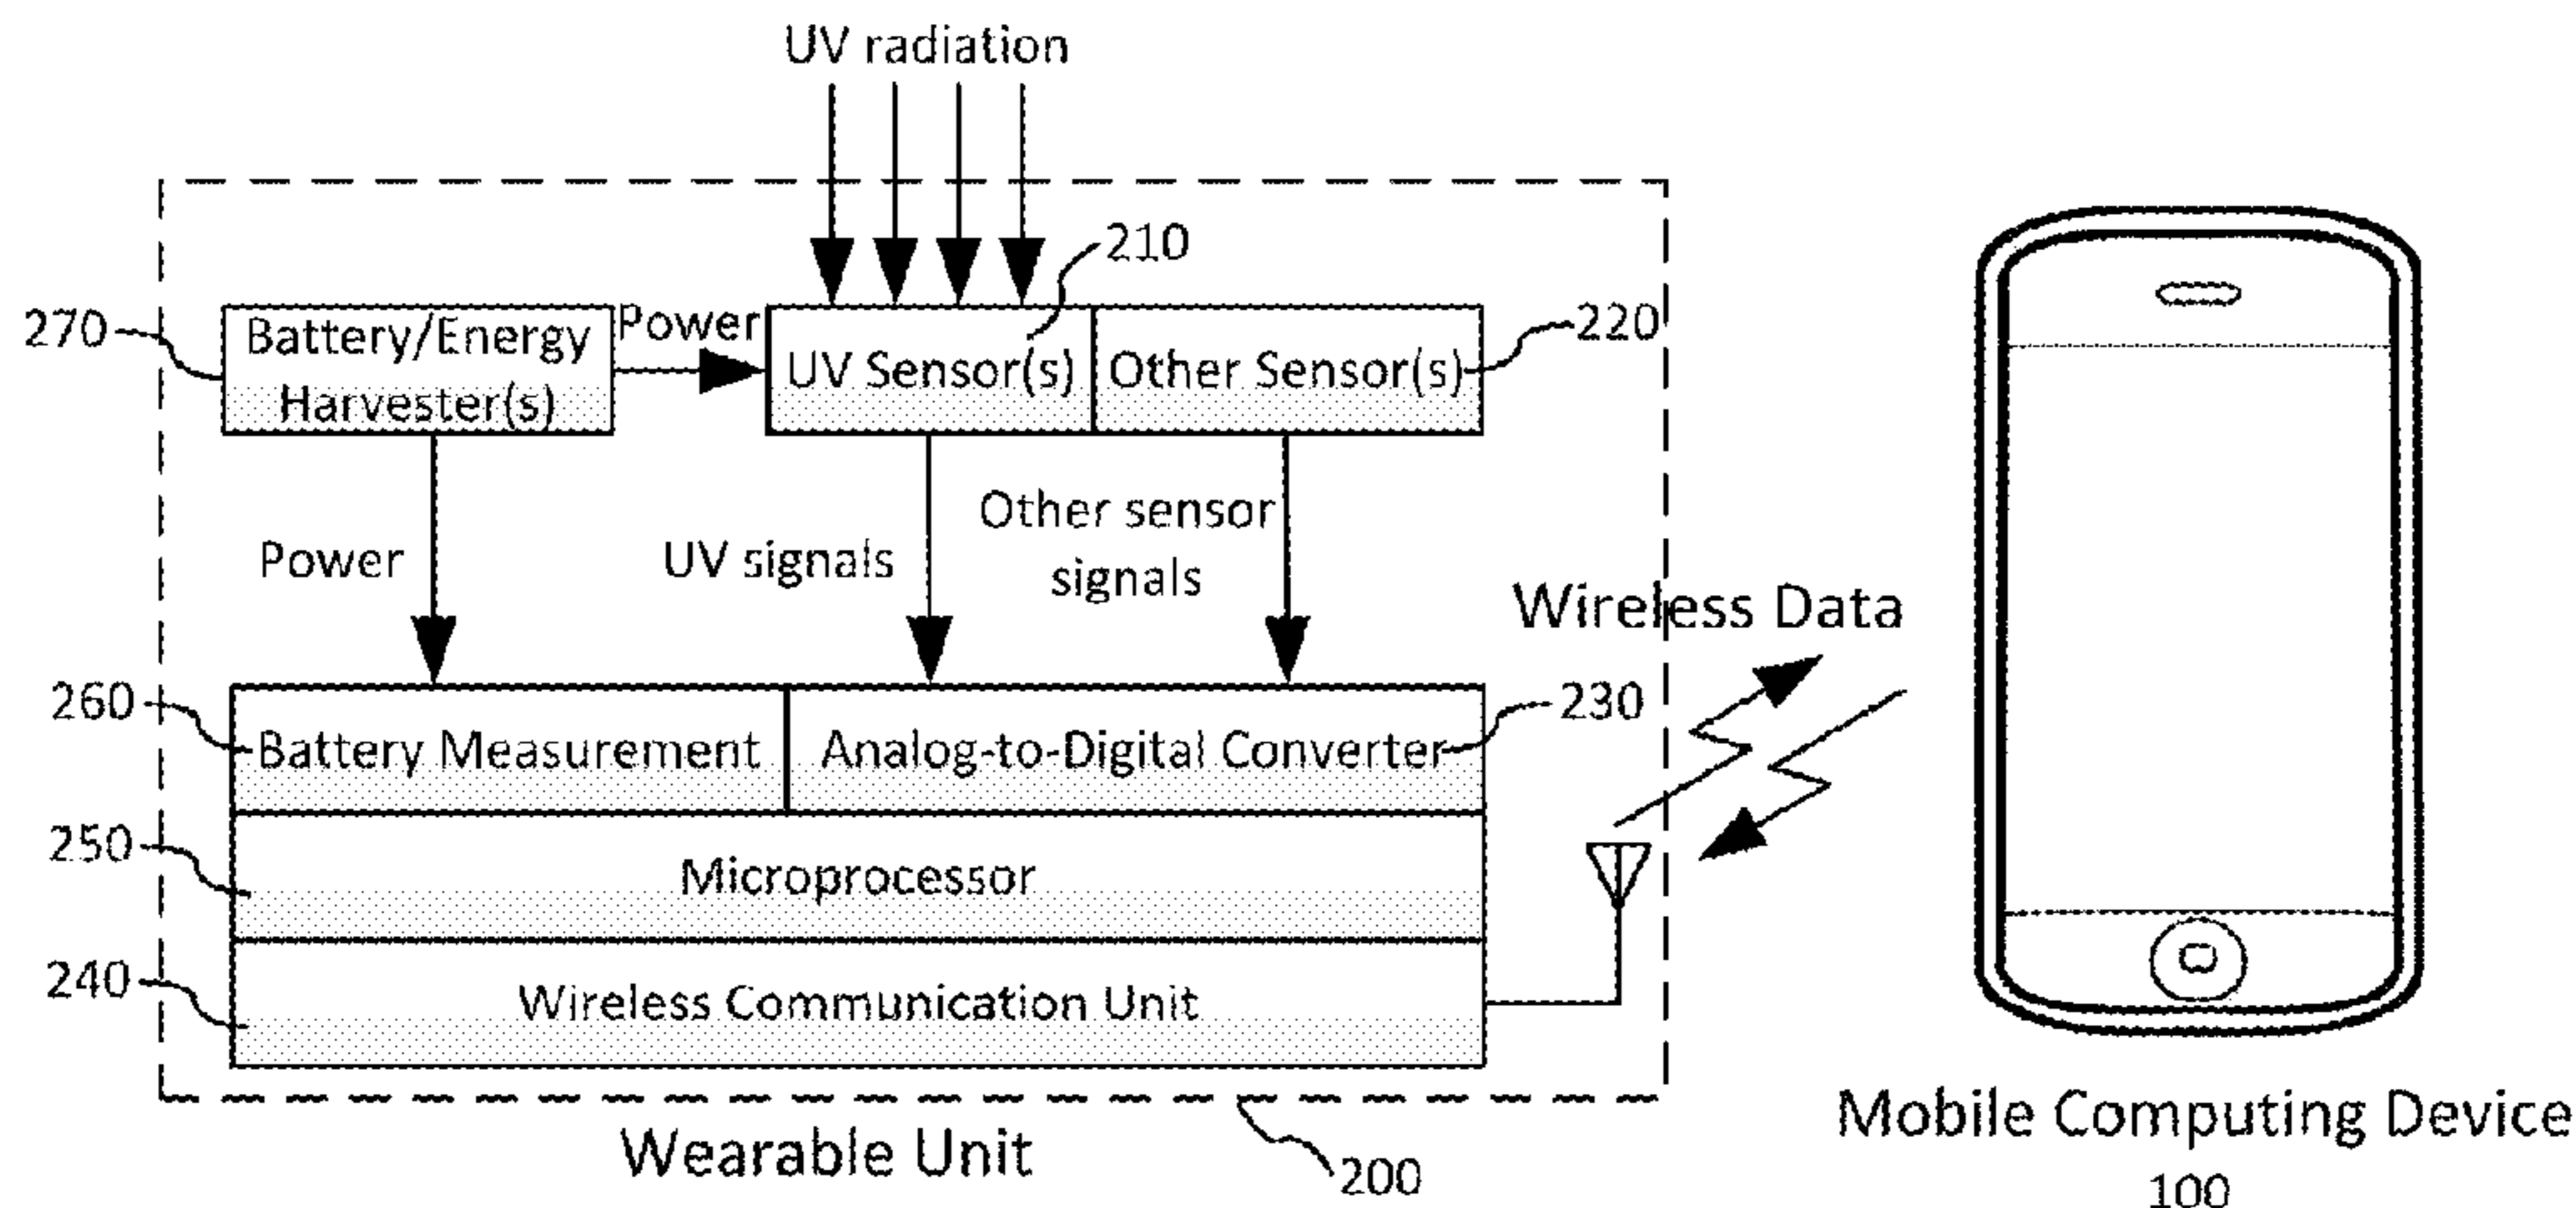 UV radiation
210
270
Battery/Energy
Harvester(s)
Power
UV Sensor(s)
Other Sensor(s)
220
Power
UV signals
Other sensor
signals
Wireless Data
260
Battery Measurement
Analog-to-Digital Converter
230
250
Microprocessor
240
Wireless Communication Unit
Wearable Unit
200
Mobile Computing Device
100